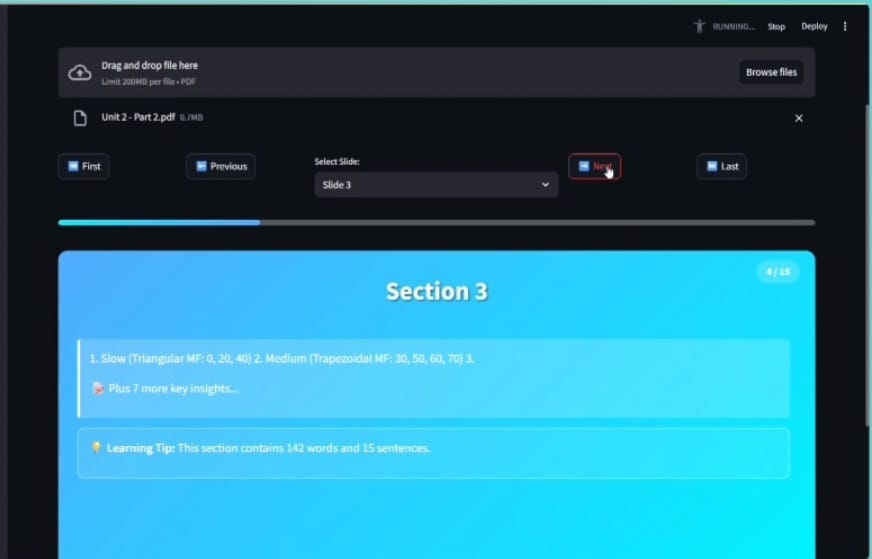 RUNNING...
Stop
Deploy
Drag and drop file here
Limit 200MB per file • PDF
Browse files
Unit 2 - Part 2.pdf 0.7MB
First
Previous
Select Slide:
Slide 3
Next
Last
4 / 15
Section 3
1. Slow (Triangular MF: 0, 20, 40) 2. Medium (Trapezoidal MF: 30, 50, 60, 70) 3.
Plus 7 more key insights...
Learning Tip: This section contains 142 words and 15 sentences.